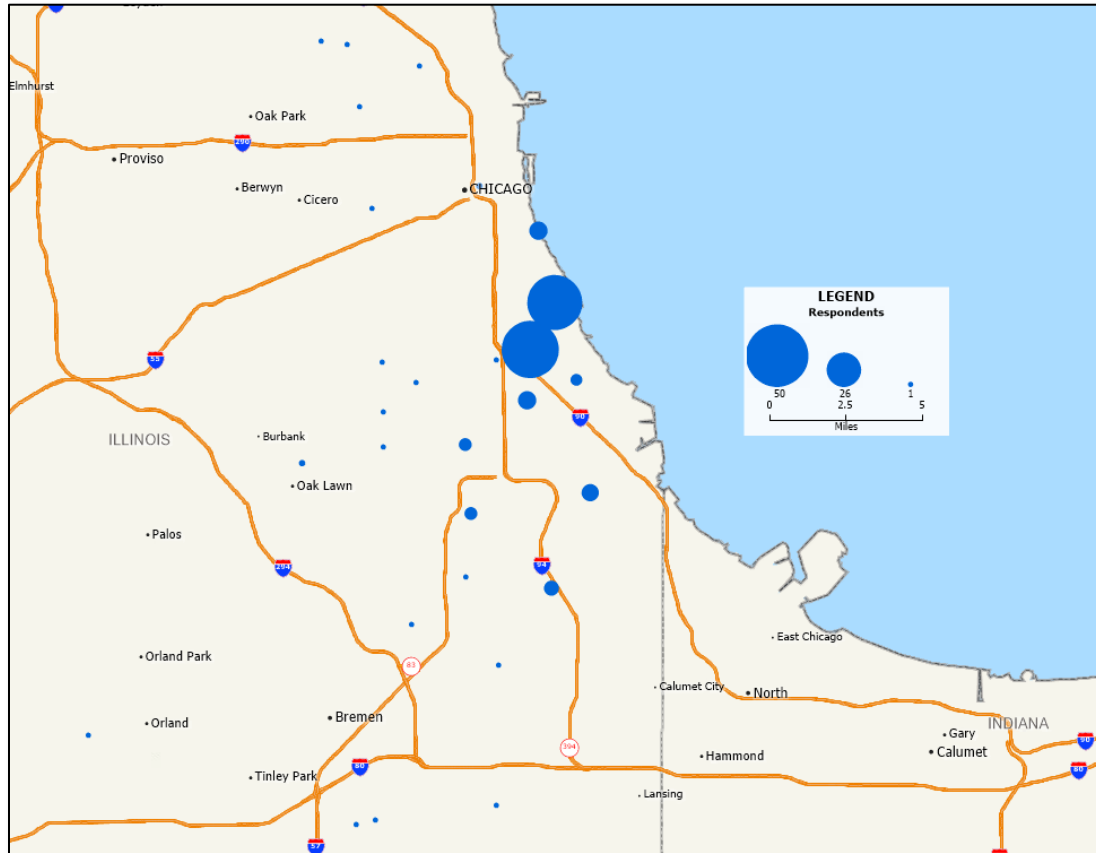 Elmhurst
Oak Park
290
Proviso
Berwyn
CHICAGO
Cicero
LEGEND
Respondents
50 26 1
0 2.5 5
Miles
55
90
ILLINOIS
Burbank
Oak Lawn
Palos
294
94
East Chicago
Orland Park
83
Calumet City
North
Bremen
Orland
INDIANA
Gary
90
394
Calumet
Hammond
80
80
Tinley Park
Lansing
57